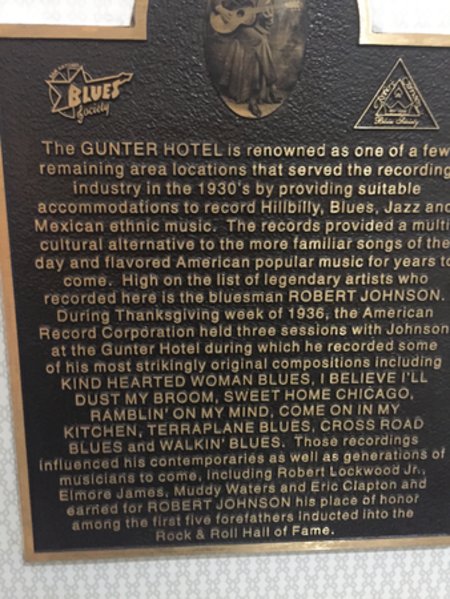 SAN ANTONIO
BLUES
Society
Blues Society
The GUNTER HOTEL is renowned as one of a few
remaining area locations that served the recording
industry in the 1930's by providing suitable
accommodations to record Hillbilly, Blues, Jazz and
Mexican ethnic music. The records provided a multi
cultural alternative to the more familiar songs of the
day and flavored American popular music for years to
come. High on the list of legendary artists who
recorded here is the bluesman ROBERT JOHNSON.
During Thanksgiving week of 1936, the American
Record Corporation held three sessions with Johnson
at the Gunter Hotel during which he recorded some
of his most strikingly original compositions including
KIND HEARTED WOMAN BLUES, I BELIEVE I'LL
DUST MY BROOM, SWEET HOME CHICAGO,
RAMBLIN' ON MY MIND, COME ON IN MY
KITCHEN, TERRAPLANE BLUES, CROSS ROAD
BLUES and WALKIN' BLUES. Those recordings
influenced his contemporaries as well as generations of
musicians to come, including Robert Lockwood Jr.,
Elmore James, Muddy Waters and Eric Clapton and
earned for ROBERT JOHNSON his place of honor
among the first five forefathers inducted into the
Rock & Roll Hall of Fame.